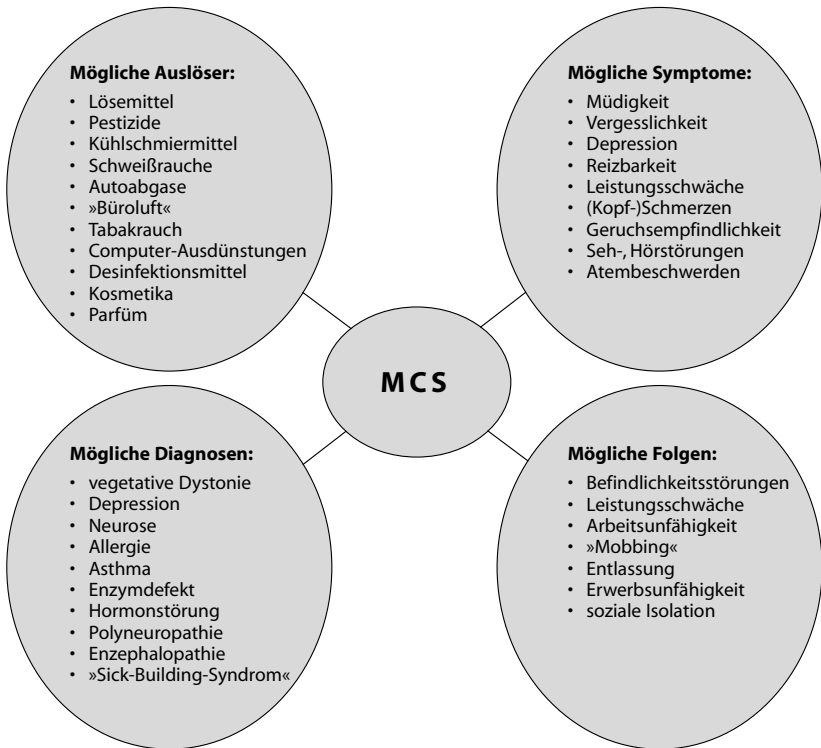 Mögliche Auslöser:
• Lösemittel
• Pestizide
• Kühlschmiermittel
• Schweißrauche
• Autoabgase
• »Büroluft«
• Tabakrauch
• Computer-Ausdünstungen
• Desinfektionsmittel
• Kosmetika
• Parfüm
Mögliche Symptome:
• Müdigkeit
• Vergesslichkeit
• Depression
• Reizbarkeit
• Leistungsschwäche
• (Kopf-)Schmerzen
• Geruchsempfindlichkeit
• Seh-, Hörstörungen
• Atembeschwerden
MCS
Mögliche Diagnosen:
• vegetative Dystonie
• Depression
• Neurose
• Allergie
• Asthma
• Enzymdefekt
• Hormonstörung
• Polyneuropathie
• Enzephalopathie
• »Sick-Building-Syndrom«
Mögliche Folgen:
• Befindlichkeitsstörungen
• Leistungsschwäche
• Arbeitsunfähigkeit
• »Mobbing«
• Entlassung
• Erwerbsunfähigkeit
• soziale Isolation